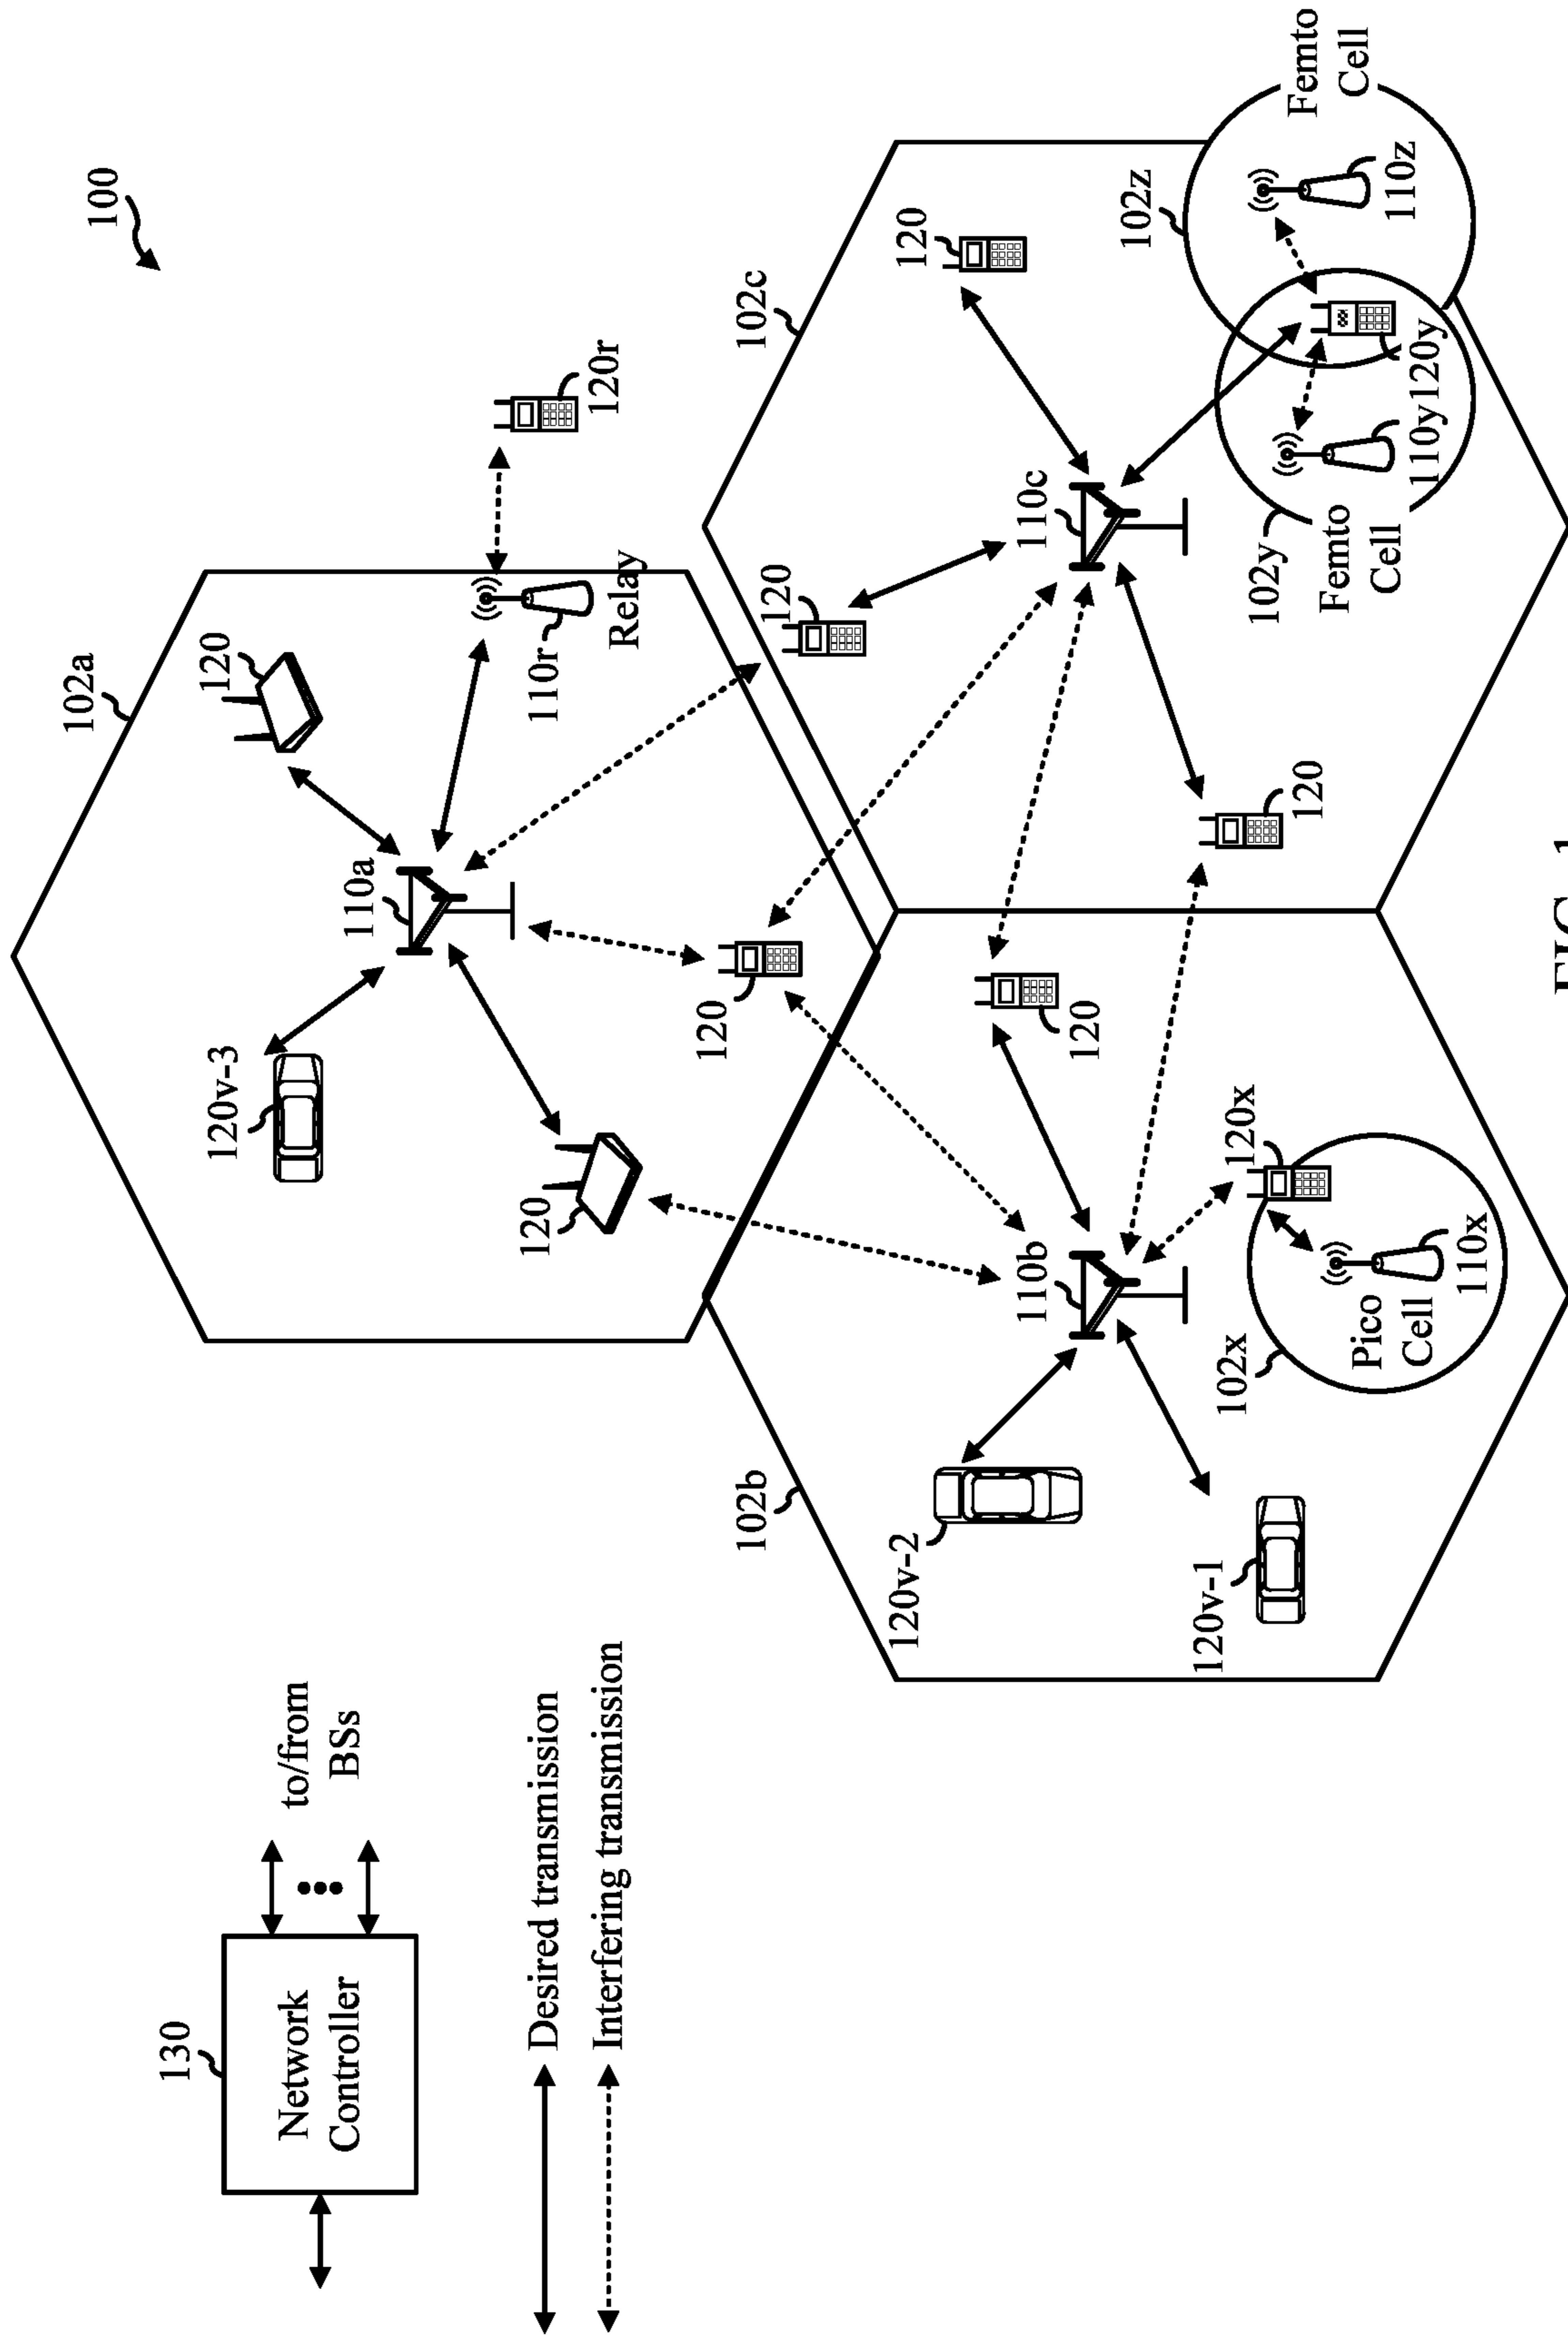 100
130
Network
Controller
to/from
BSs
Desired transmission
Interfering transmission
102a
120v-3
110a
120
120
120
110r
Relay
120r
102b
120v-2
120v-1
110b
120
102x
Pico
Cell
110x
120x
102c
120
110c
120
120
102y
Femto
Cell
110y
120y
102z
110z
Femto
Cell